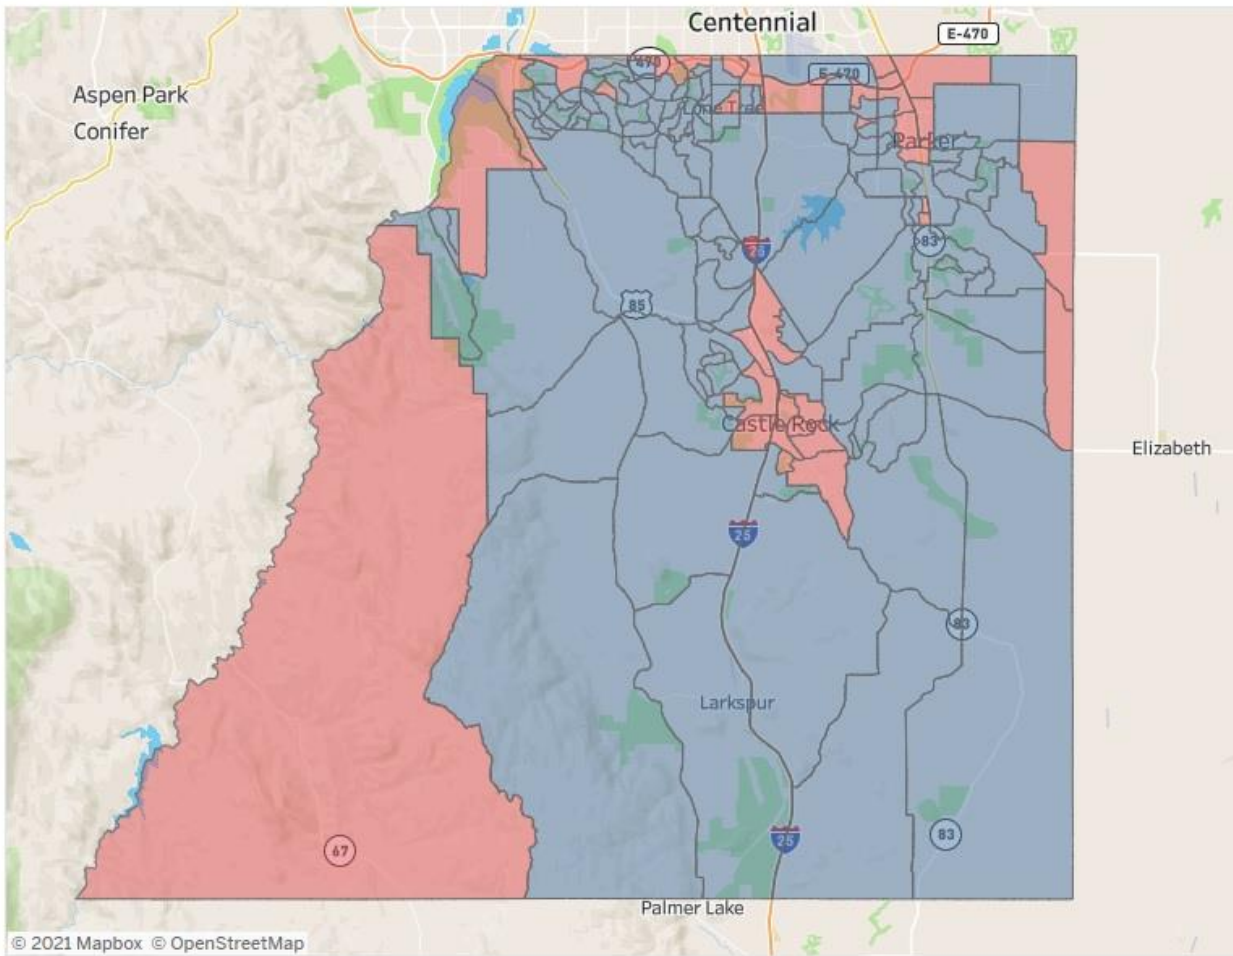 Centennial
E-470
Aspen Park
Conifer
470
E-470
Lone Tree
Parker
83
25
85
Castle Rock
Elizabeth
25
83
Larkspur
67
25
83
Palmer Lake
© 2021 Mapbox © OpenStreetMap